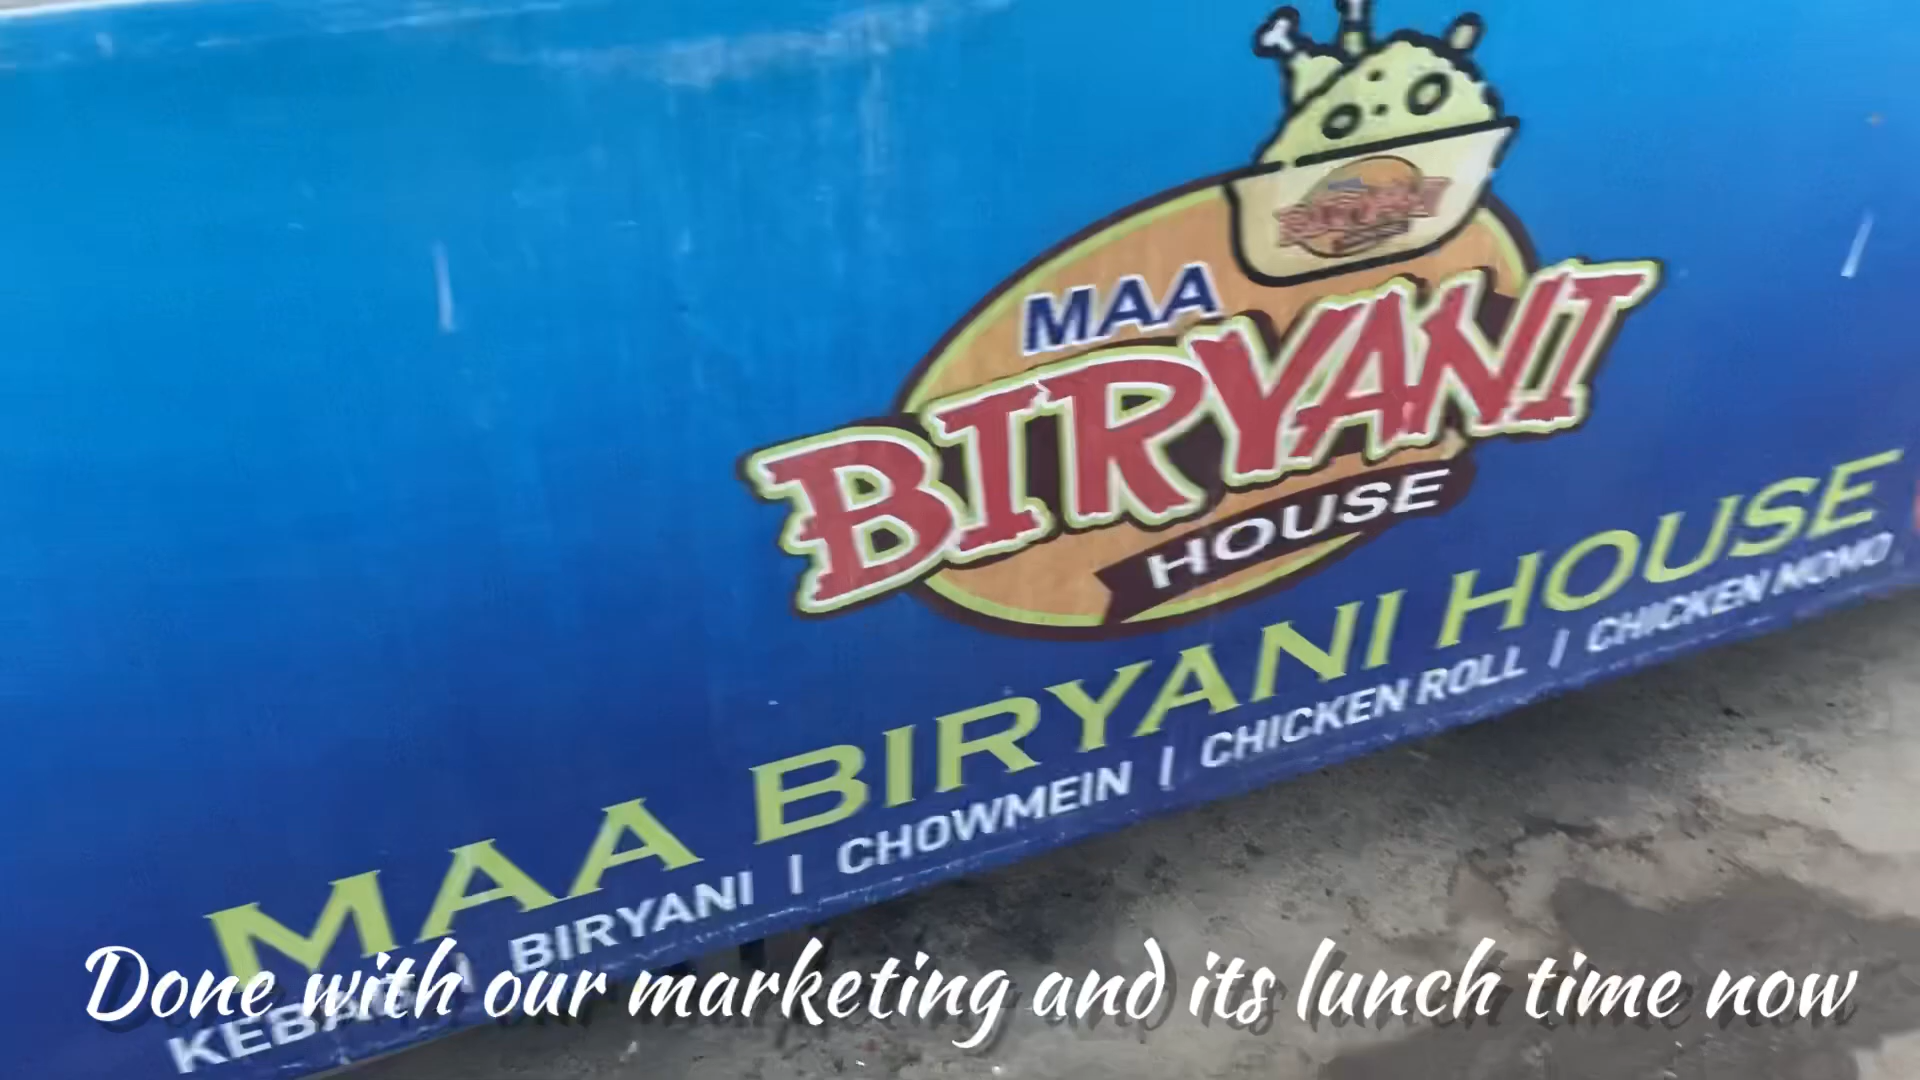 MAA
BIRYANI
HOUSE
MAA BIRYANI HOUSE
KEBAB | BIRYANI | CHOWMEIN | CHICKEN ROLL | CHICKEN MOMO
Done with our marketing and its lunch time now